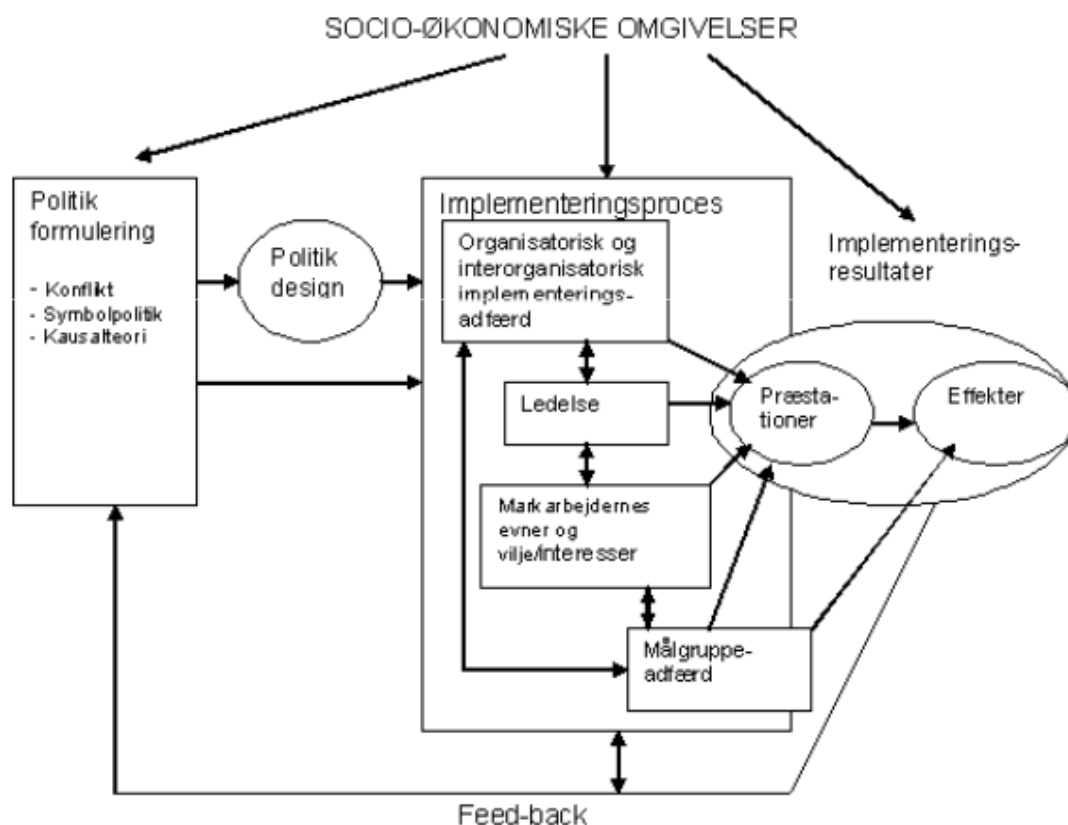 SOCIO-ØKONOMISKE OMGIVELSER
Politik
formulering
- Konflikt
- Symbolpolitik
- Kausalteori
Politik
design
Implementeringsproces
Organisatorisk og
interorganisatorisk
implementerings-
adfærd
Ledelse
Markarbejdernes
evner og
vilje/interesser
Målgruppe-
adfærd
Implementerings-
resultater
Præsta-
tioner
Effekter
Feed-back